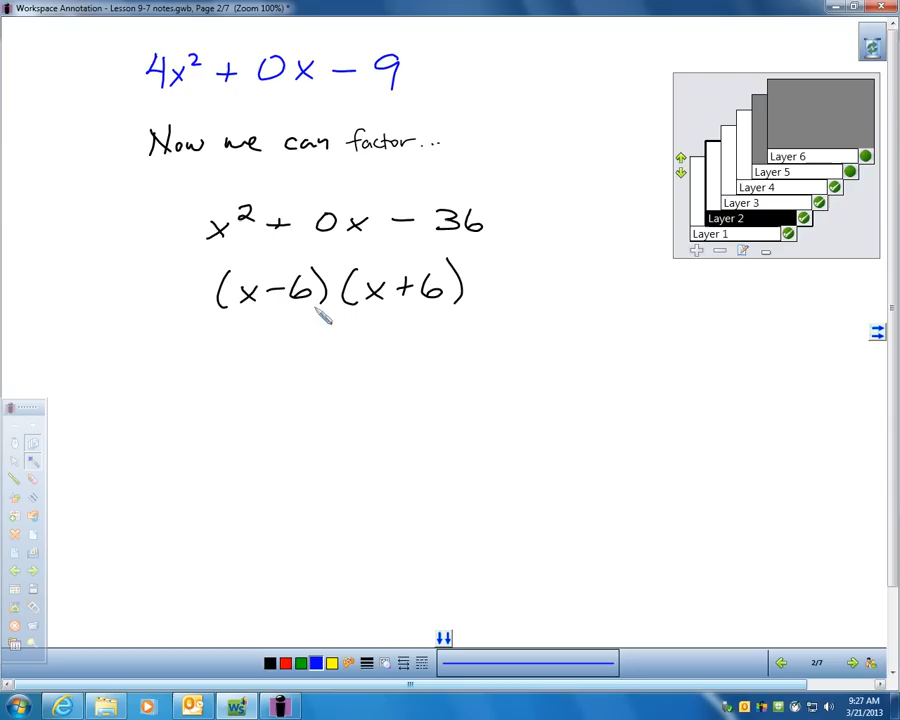 Workspace Annotation - Lesson 9-7 notes.gwb, Page 2/7 (Zoom 100%) *
4x² + 0x - 9
Now we can factor...
x² + 0x - 36
(x-6)(x+6)
Layer 6
Layer 5
Layer 4
Layer 3
Layer 2
Layer 1
2/7
9:27 AM
3/21/2013